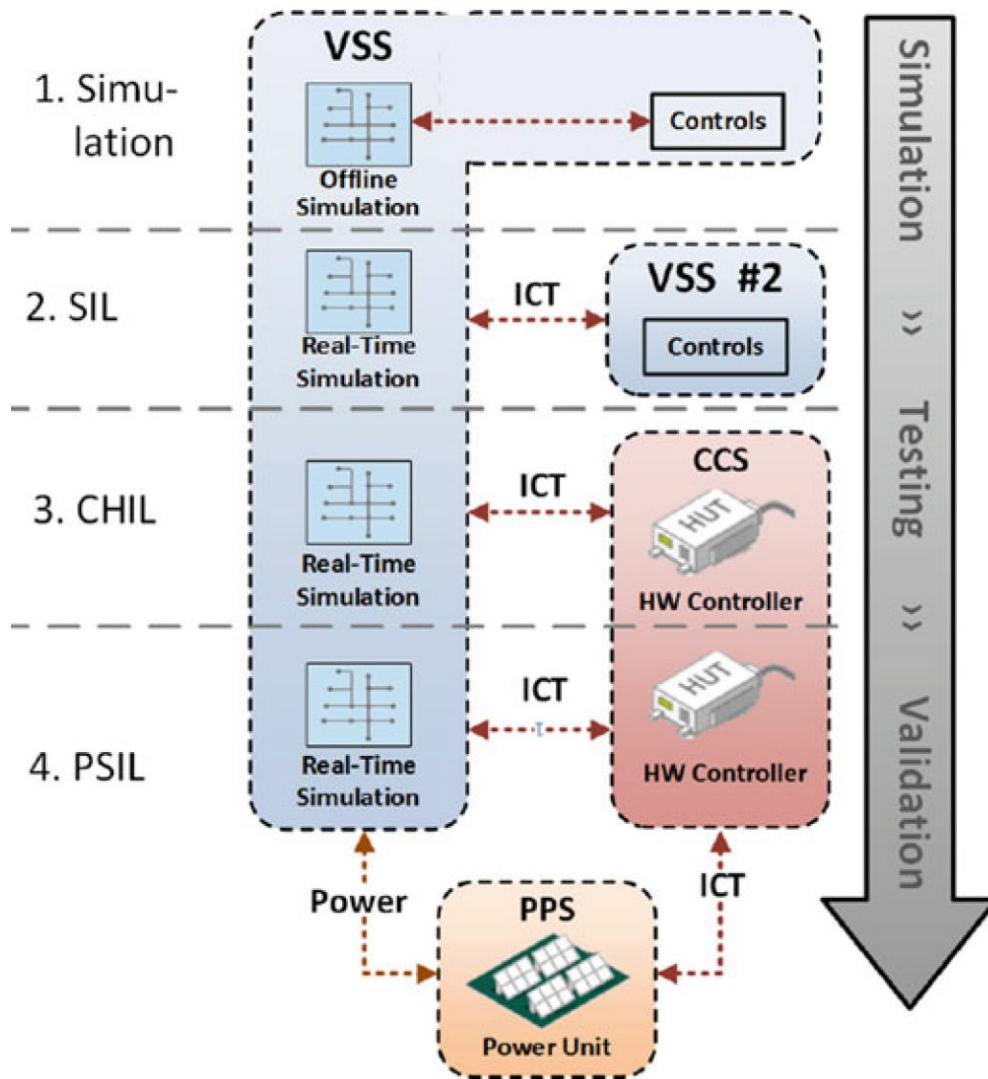 VSS
1. Simu-
lation
Controls
Offline
Simulation
2. SIL
Real-Time
Simulation
ICT
VSS #2
Controls
3. CHIL
Real-Time
Simulation
ICT
CCS
HUT
HW Controller
4. PSIL
Real-Time
Simulation
ICT
HUT
HW Controller
Power
ICT
PPS
Power Unit
Simulation » Testing » Validation